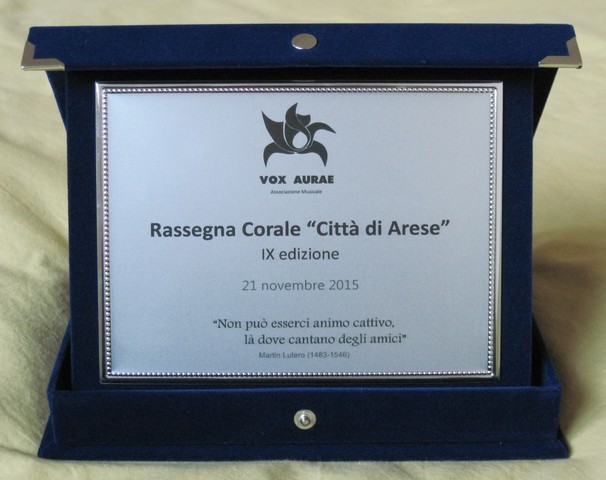 VOX AURAE
Associazione Musicale
Rassegna Corale “Città di Arese”
IX edizione
21 novembre 2015
“Non può esserci animo cattivo,
là dove cantano degli amici”
Martin Lutero (1483-1546)